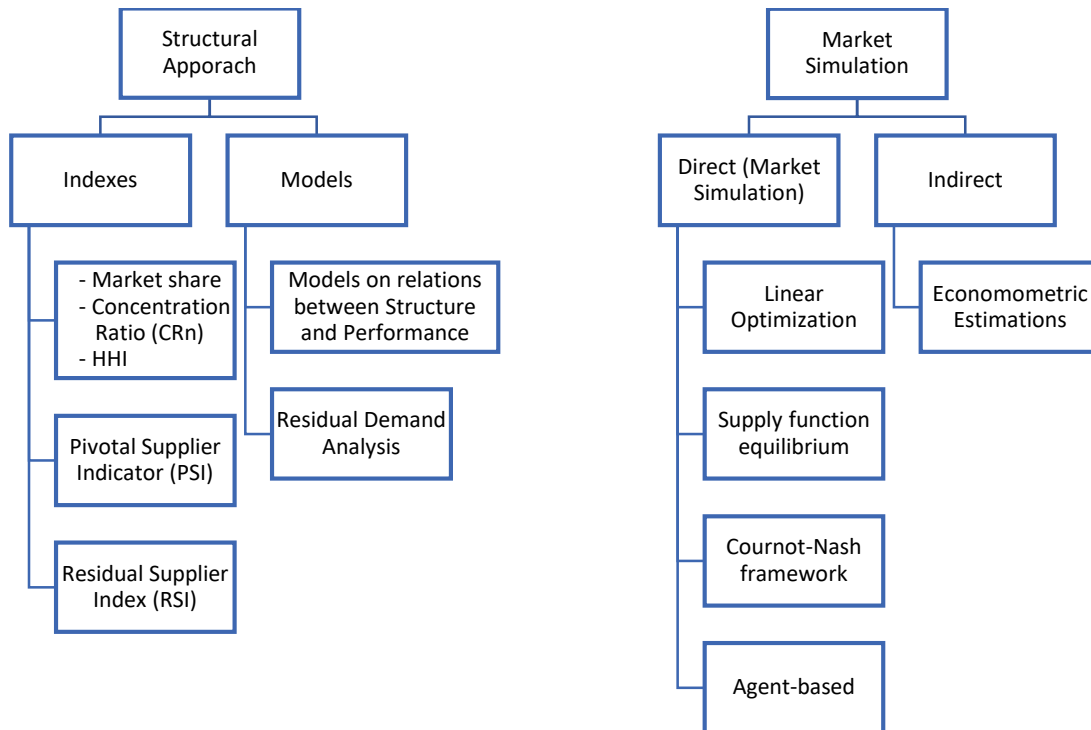 Structural
Apporach
Indexes
Models
- Market share
- Concentration
Ratio (CRn)
- HHI
Pivotal Supplier
Indicator (PSI)
Residual Supplier
Index (RSI)
Models on relations
between Structure
and Performance
Residual Demand
Analysis
Market
Simulation
Direct (Market
Simulation)
Indirect
Linear
Optimization
Supply function
equilibrium
Cournot-Nash
framework
Agent-based
Economometric
Estimations